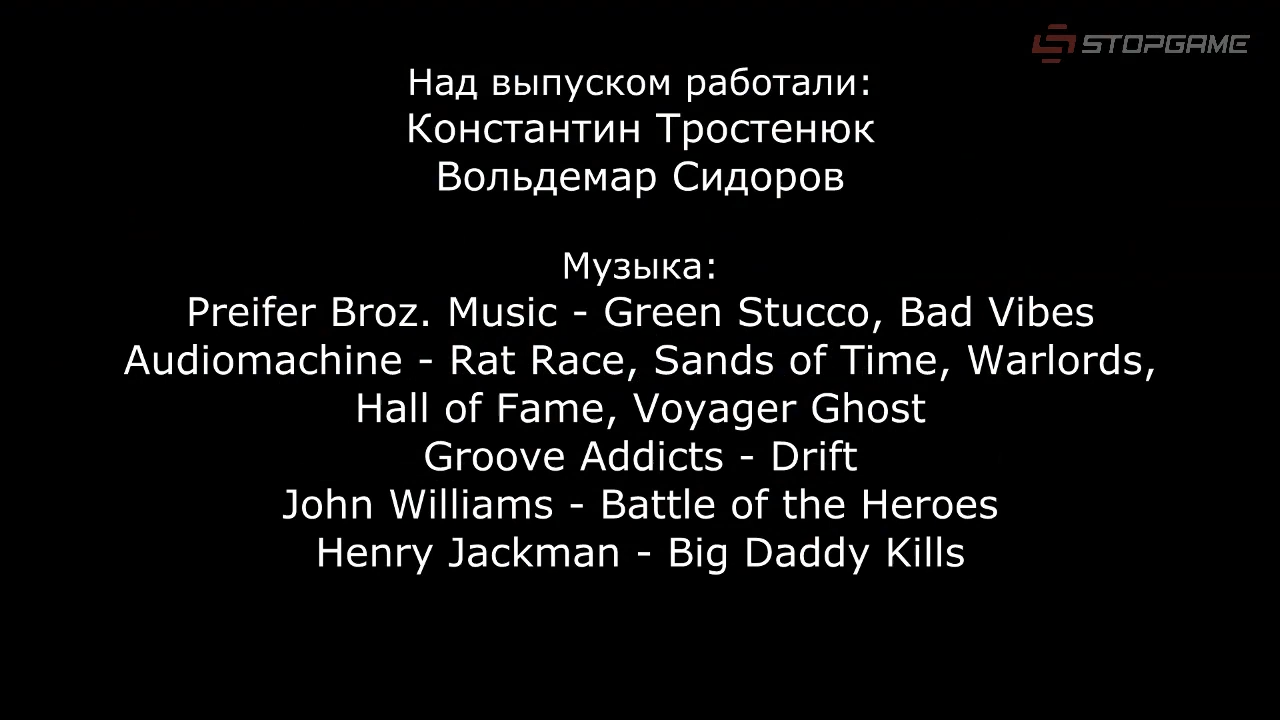 STOPGAME
Над выпуском работали:
Константин Тростенюк
Вольдемар Сидоров
Музыка:
Preifer Broz. Music - Green Stucco, Bad Vibes
Audiomachine - Rat Race, Sands of Time, Warlords,
Hall of Fame, Voyager Ghost
Groove Addicts - Drift
John Williams - Battle of the Heroes
Henry Jackman - Big Daddy Kills